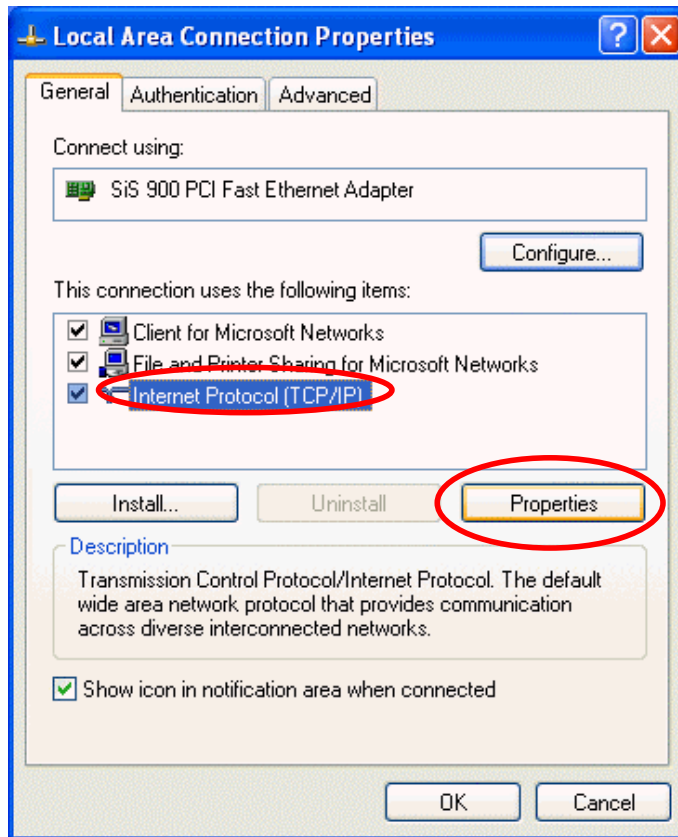 Local Area Connection Properties
General Authentication Advanced
Connect using:
SiS 900 PCI Fast Ethernet Adapter
Configure...
This connection uses the following items:
Client for Microsoft Networks
File and Printer Sharing for Microsoft Networks
Internet Protocol (TCP/IP)
Install... Uninstall Properties
Description
Transmission Control Protocol/Internet Protocol. The default
wide area network protocol that provides communication
across diverse interconnected networks.
Show icon in notification area when connected
OK Cancel